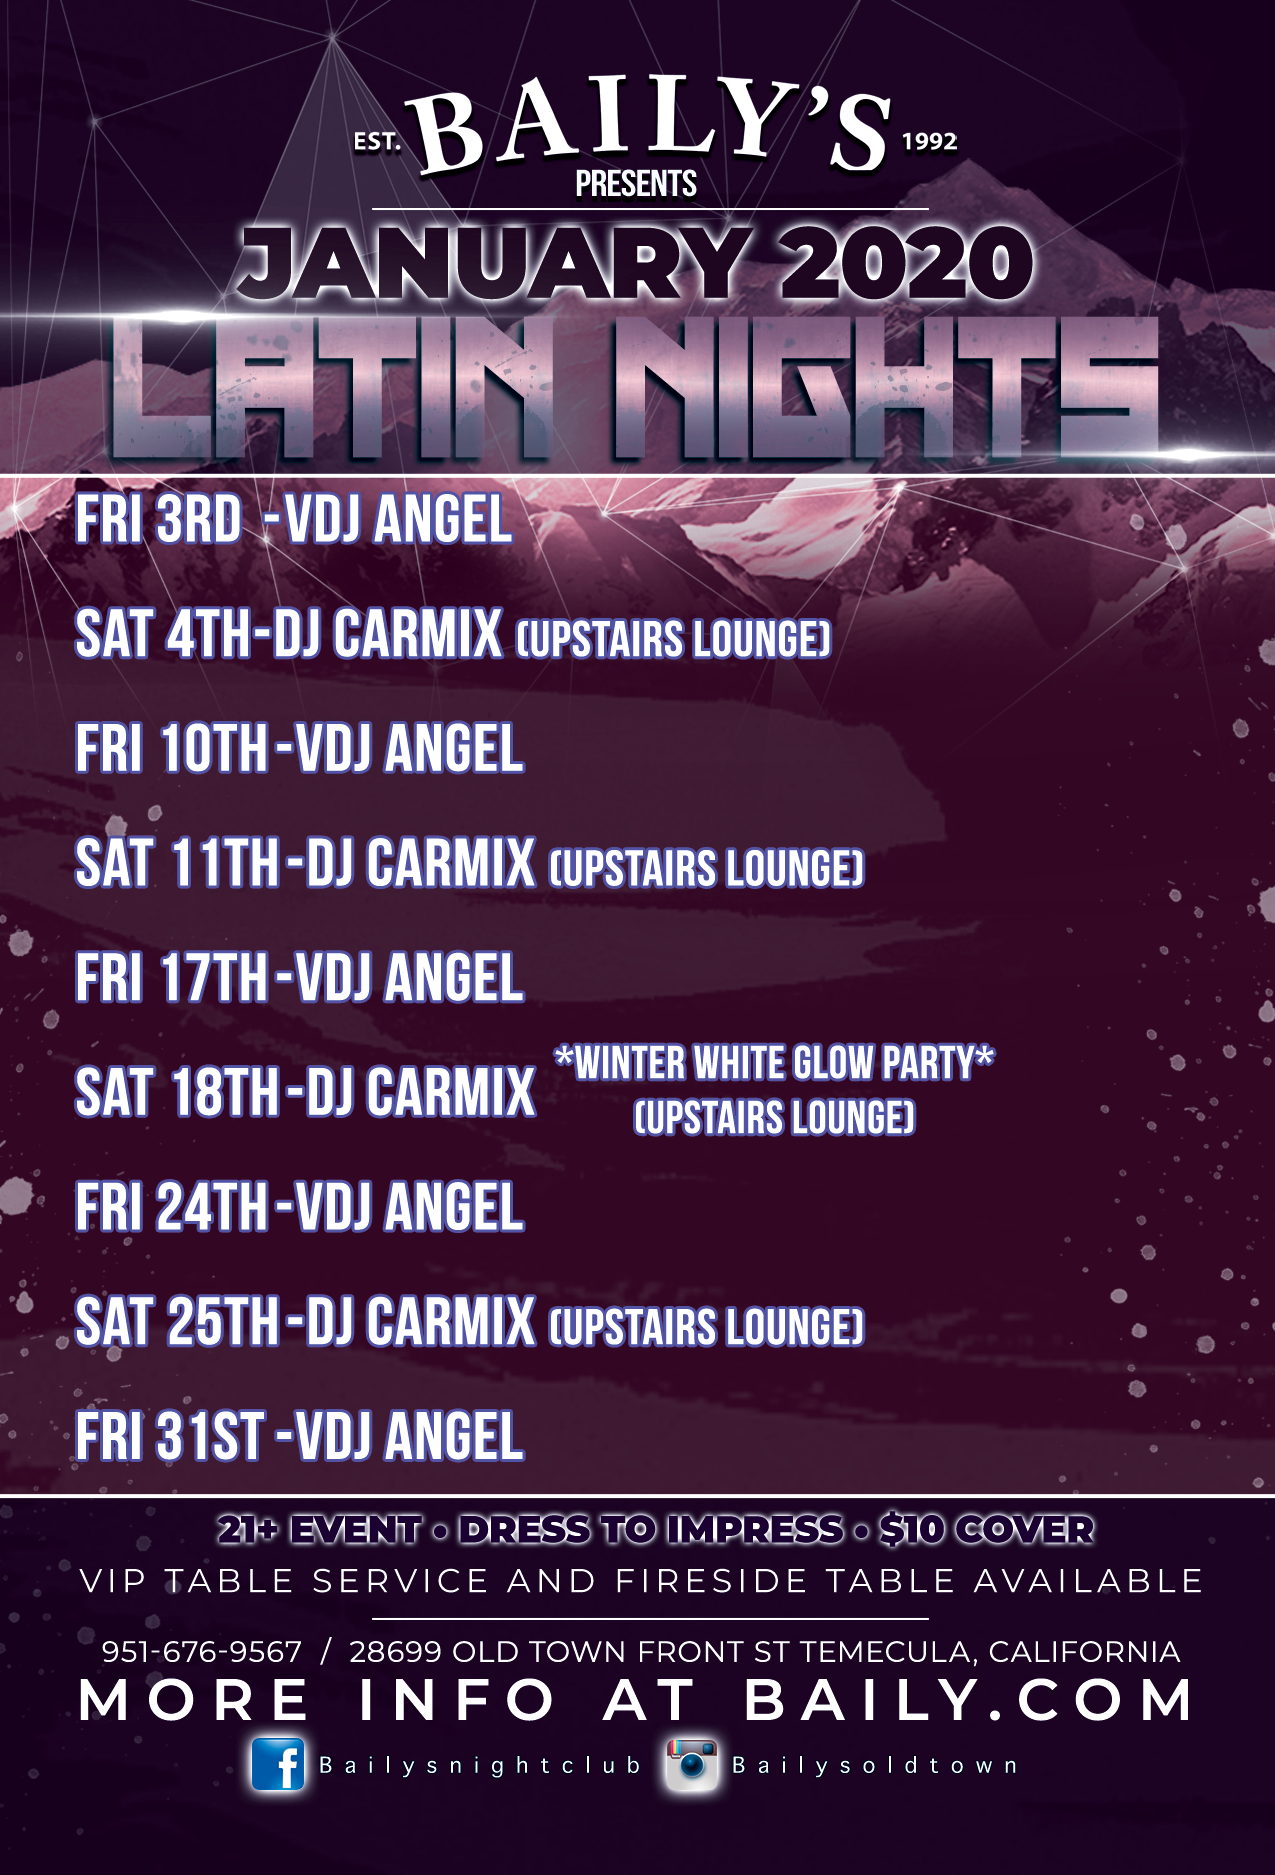 EST. BAILY'S 1992
PRESENTS
JANUARY 2020
LATIN NIGHTS
FRI 3RD -VDJ ANGEL
SAT 4TH-DJ CARMIX (UPSTAIRS LOUNGE)
FRI 10TH-VDJ ANGEL
SAT 11TH-DJ CARMIX (UPSTAIRS LOUNGE)
FRI 17TH-VDJ ANGEL
SAT 18TH-DJ CARMIX *WINTER WHITE GLOW PARTY*
(UPSTAIRS LOUNGE)
FRI 24TH-VDJ ANGEL
SAT 25TH-DJ CARMIX (UPSTAIRS LOUNGE)
FRI 31ST-VDJ ANGEL
21+ EVENT • DRESS TO IMPRESS • $10 COVER
VIP TABLE SERVICE AND FIRESIDE TABLE AVAILABLE
951-676-9567 / 28699 OLD TOWN FRONT ST TEMECULA, CALIFORNIA
MORE INFO AT BAILY.COM
f Bailysnightclub Bailysoldtown